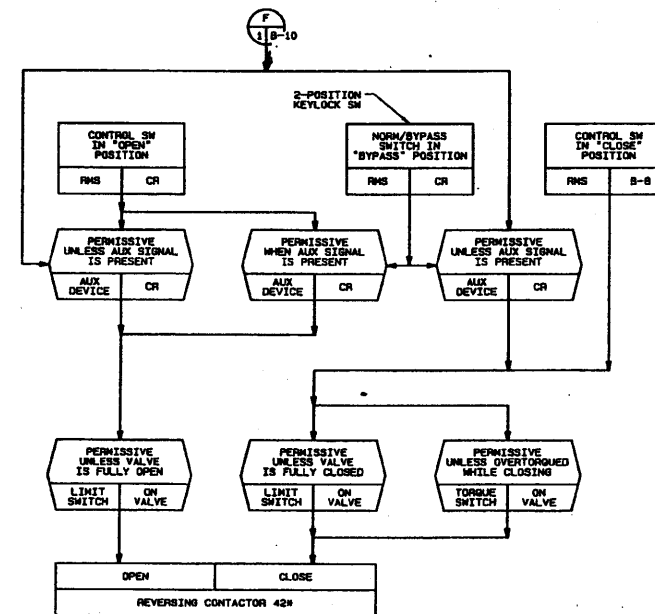 F
1 B-10
2-POSITION
KEYLOCK SW
CONTROL SW
IN "OPEN"
POSITION
RMS CR
NORM/BYPASS
SWITCH IN
"BYPASS" POSITION
RMS CR
CONTROL SW
IN "CLOSE"
POSITION
RMS B-8
PERMISSIVE
UNLESS AUX SIGNAL
IS PRESENT
AUX
DEVICE CR
PERMISSIVE
WHEN AUX SIGNAL
IS PRESENT
AUX
DEVICE CR
PERMISSIVE
UNLESS AUX SIGNAL
IS PRESENT
AUX
DEVICE CR
PERMISSIVE
UNLESS VALVE
IS FULLY OPEN
LIMIT ON
SWITCH VALVE
PERMISSIVE
UNLESS VALVE
IS FULLY CLOSED
LIMIT ON
SWITCH VALVE
PERMISSIVE
UNLESS OVERTORQUED
WHILE CLOSING
TORQUE ON
SWITCH VALVE
OPEN CLOSE
REVERSING CONTACTOR 42#